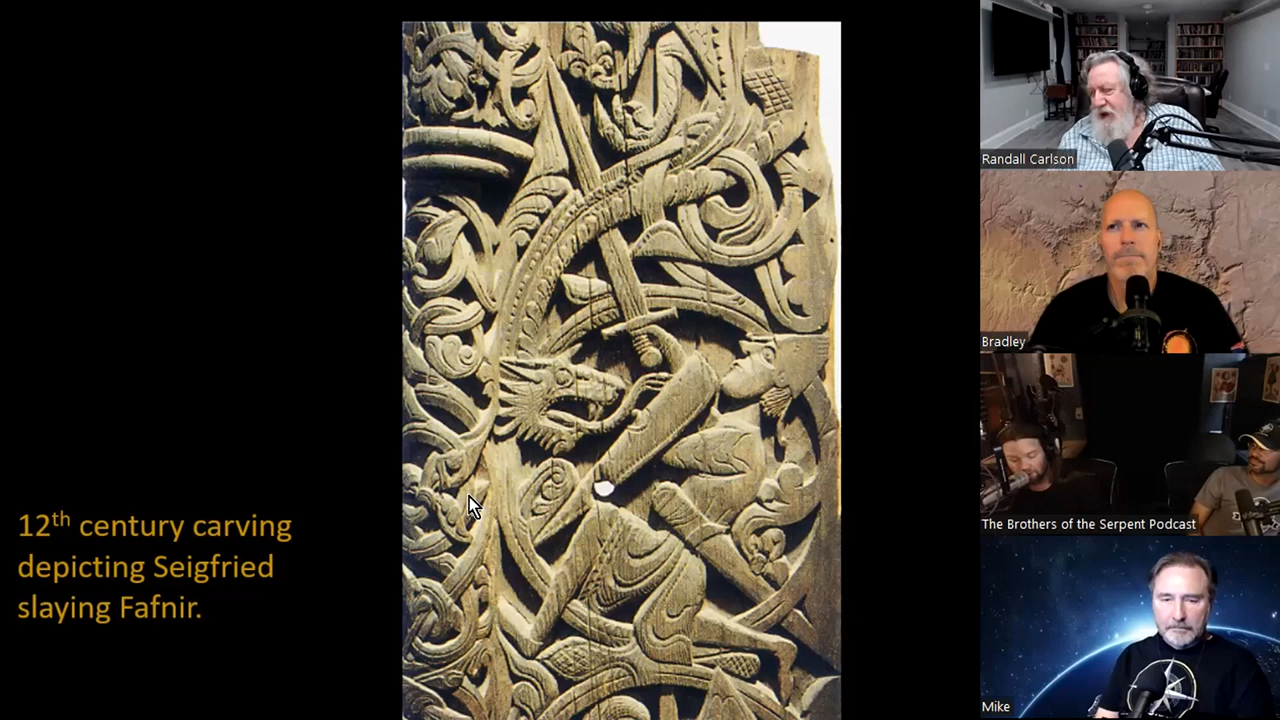 12th century carving
depicting Seigfried
slaying Fafnir.
Randall Carlson
Bradley
The Brothers of the Serpent Podcast
Mike